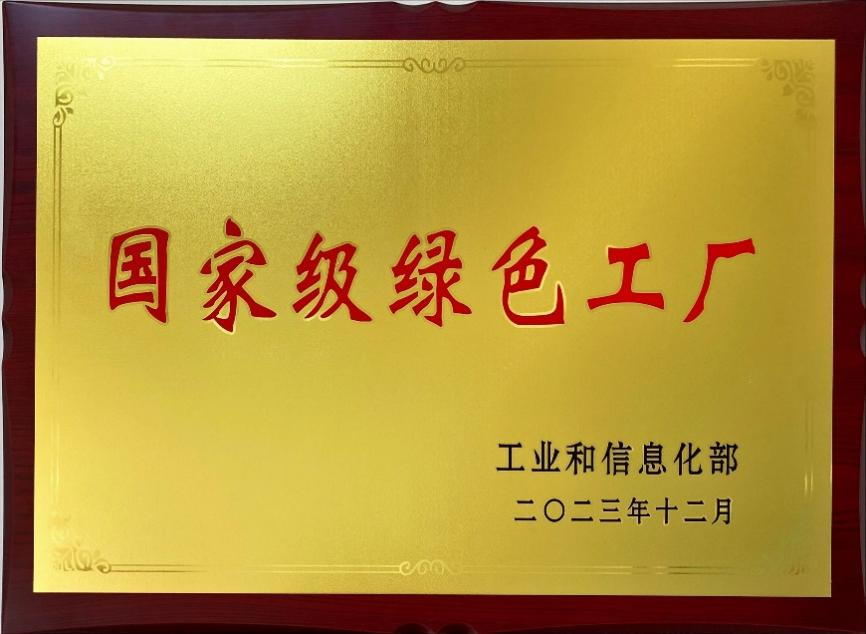 国家级绿色工厂
工业和信息化部
二〇二三年十二月